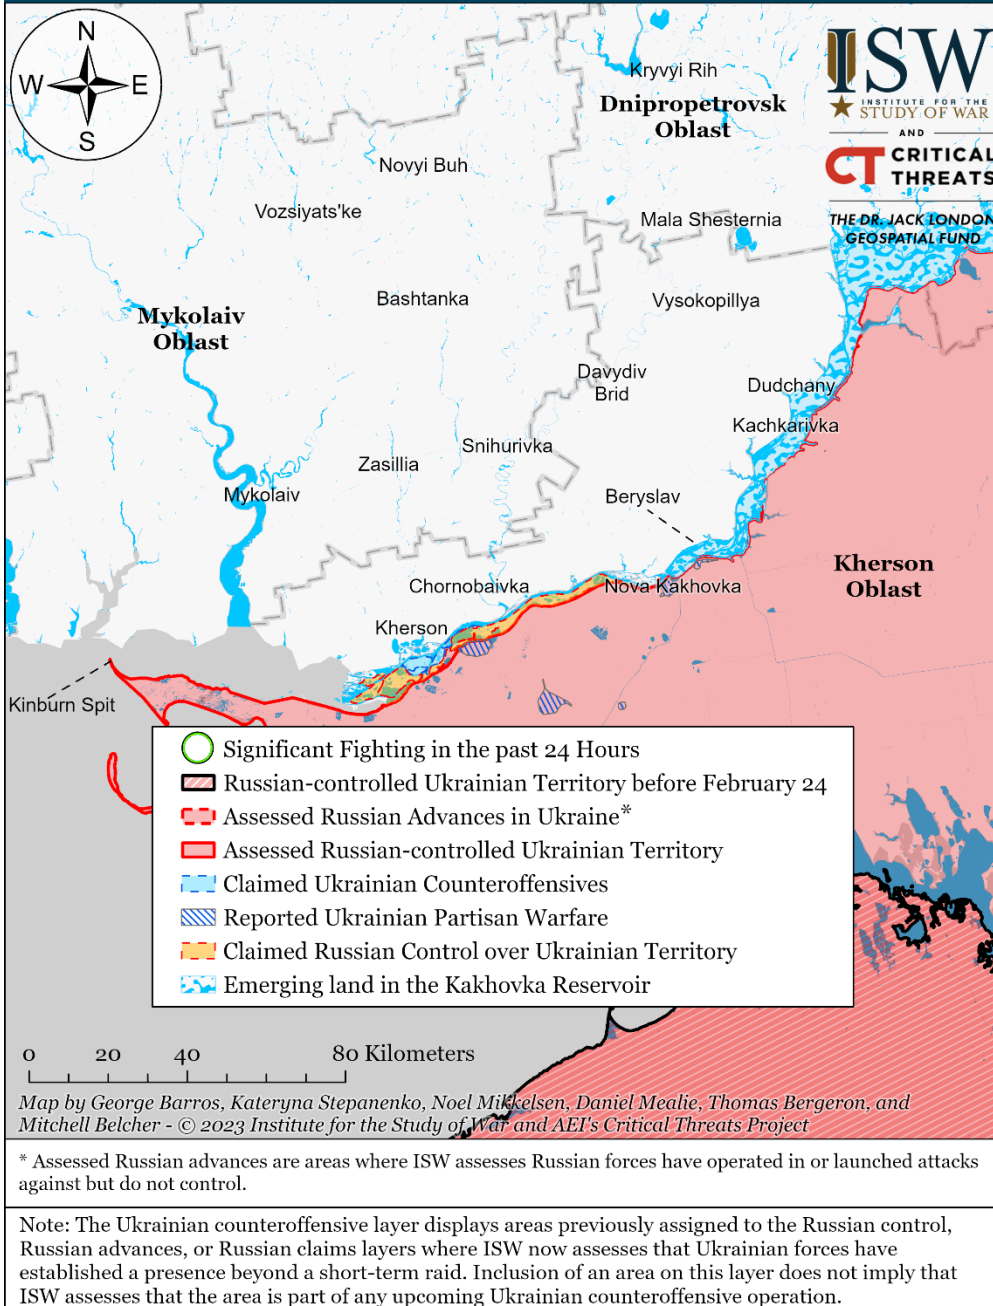 N
W
E
S
ISW
INSTITUTE FOR THE
STUDY OF WAR
AND
CT CRITICAL
THREATS
THE DR. JACK LONDON
GEOSPATIAL FUND
Kryvyi Rih
Dnipropetrovsk
Oblast
Novyi Buh
Vozsiyats'ke
Mala Shesternia
Bashtanka
Vysokopillya
Mykolaiv
Oblast
Davydiv
Brid
Dudchany
Kachkarivka
Snihurivka
Zasillia
Mykolaiv
Beryslav
Kherson
Oblast
Chornobaivka
Nova Kakhovka
Kherson
Kinburn Spit
Significant Fighting in the past 24 Hours
Russian-controlled Ukrainian Territory before February 24
Assessed Russian Advances in Ukraine*
Assessed Russian-controlled Ukrainian Territory
Claimed Ukrainian Counteroffensives
Reported Ukrainian Partisan Warfare
Claimed Russian Control over Ukrainian Territory
Emerging land in the Kakhovka Reservoir
0 20 40 80 Kilometers
Map by George Barros, Kateryna Stepanenko, Noel Mikkelsen, Daniel Mealie, Thomas Bergeron, and
Mitchell Belcher - © 2023 Institute for the Study of War and AEI's Critical Threats Project
* Assessed Russian advances are areas where ISW assesses Russian forces have operated in or launched attacks
against but do not control.
Note: The Ukrainian counteroffensive layer displays areas previously assigned to the Russian control,
Russian advances, or Russian claims layers where ISW now assesses that Ukrainian forces have
established a presence beyond a short-term raid. Inclusion of an area on this layer does not imply that
ISW assesses that the area is part of any upcoming Ukrainian counteroffensive operation.